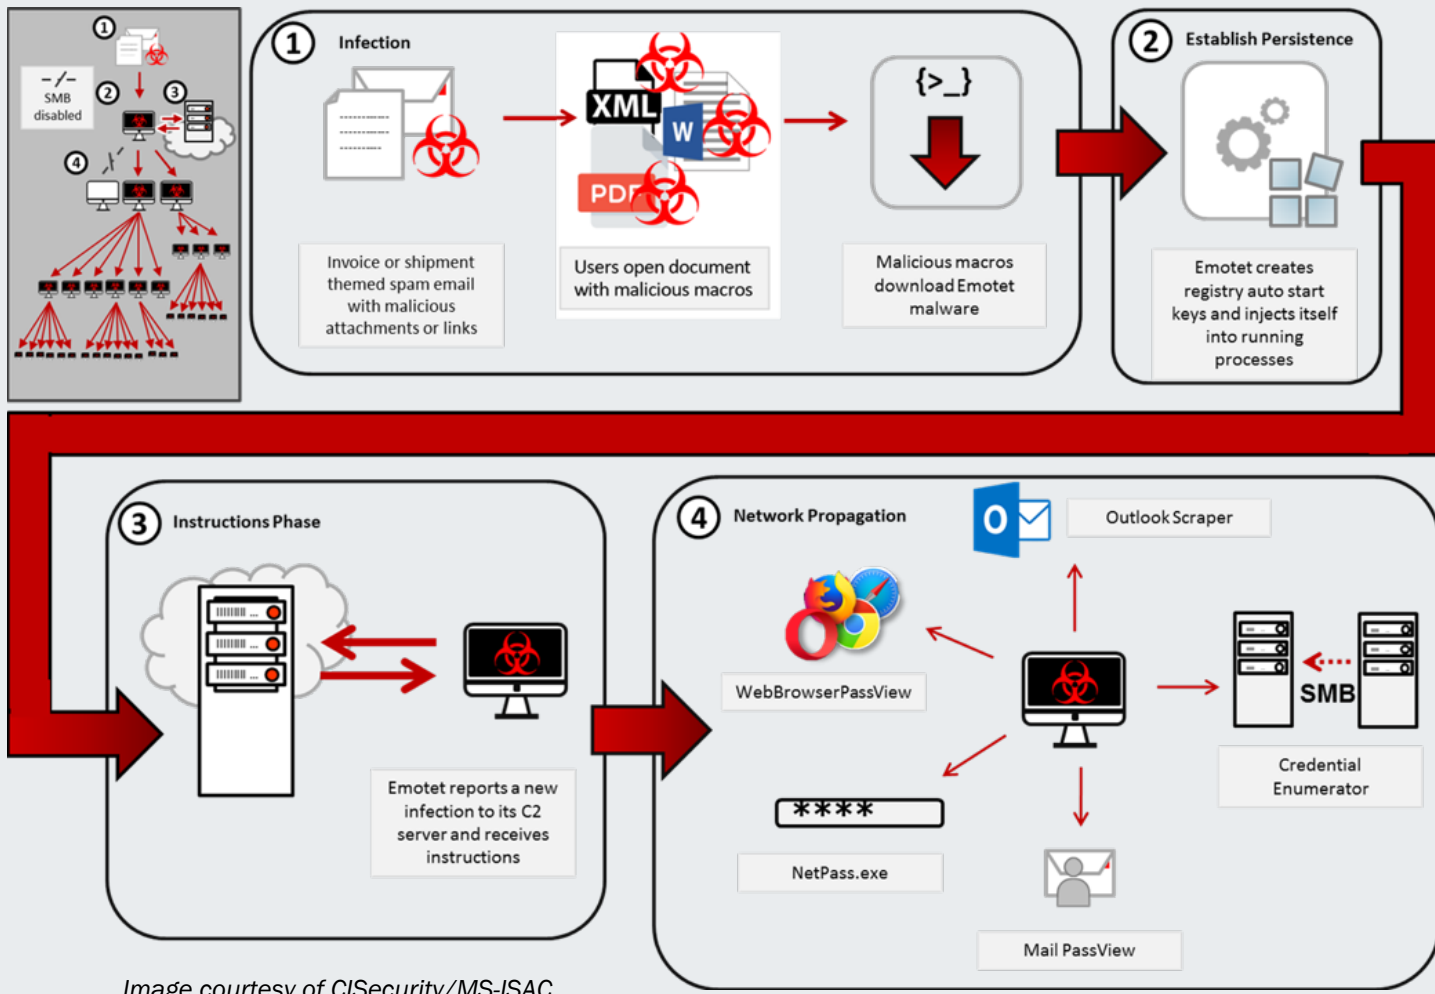 1
–/–
SMB
disabled
2
3
4
1 Infection
XML
W
PDF
Invoice or shipment
themed spam email
with malicious
attachments or links
Users open document
with malicious macros
{>_}
Malicious macros
download Emotet
malware
2 Establish Persistence
Emotet creates
registry auto start
keys and injects itself
into running
processes
3 Instructions Phase
Emotet reports a new
infection to its C2
server and receives
instructions
4 Network Propagation
O
Outlook Scraper
WebBrowserPassView
SMB
Credential
Enumerator
****
NetPass.exe
Mail PassView
Image courtesy of CISecurity/MS-ISAC